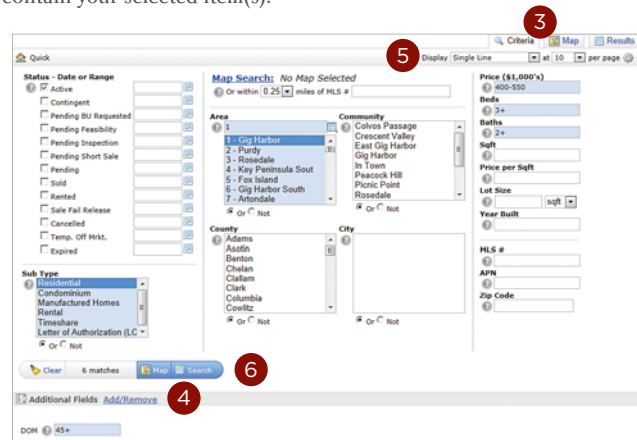 contain your selected item(s).
3
Criteria Map Results
Quick
5 Display Single Line at 10 per page
Status - Date or Range
Active
Contingent
Pending BU Requested
Pending Feasibility
Pending Inspection
Pending Short Sale
Pending
Sold
Rented
Sale Fail Release
Cancelled
Temp. Off Mrkt.
Expired
Sub Type
Residential
Condominium
Manufactured Homes
Rental
Timeshare
Letter of Authorization (LC
Or Not
Map Search: No Map Selected
Or within 0.25 miles of MLS #
Area
1
1 - Gig Harbor
2 - Purdy
3 - Rosedale
4 - Key Peninsula Sout
5 - Fox Island
6 - Gig Harbor South
7 - Artondale
Or Not
Community
Colvos Passage
Crescent Valley
East Gig Harbor
Gig Harbor
In Town
Peacock Hill
Picnic Point
Rosedale
Or Not
County
Adams
Asotin
Benton
Chelan
Clallam
Clark
Columbia
Cowlitz
Or Not
City
Or Not
Price ($1,000's)
400-550
Beds
3+
Baths
2+
Sqft
Price per Sqft
Lot Size
sqft
Year Built
MLS #
APN
Zip Code
Clear 6 matches Map Search 6
Additional Fields Add/Remove 4
DOM 45+